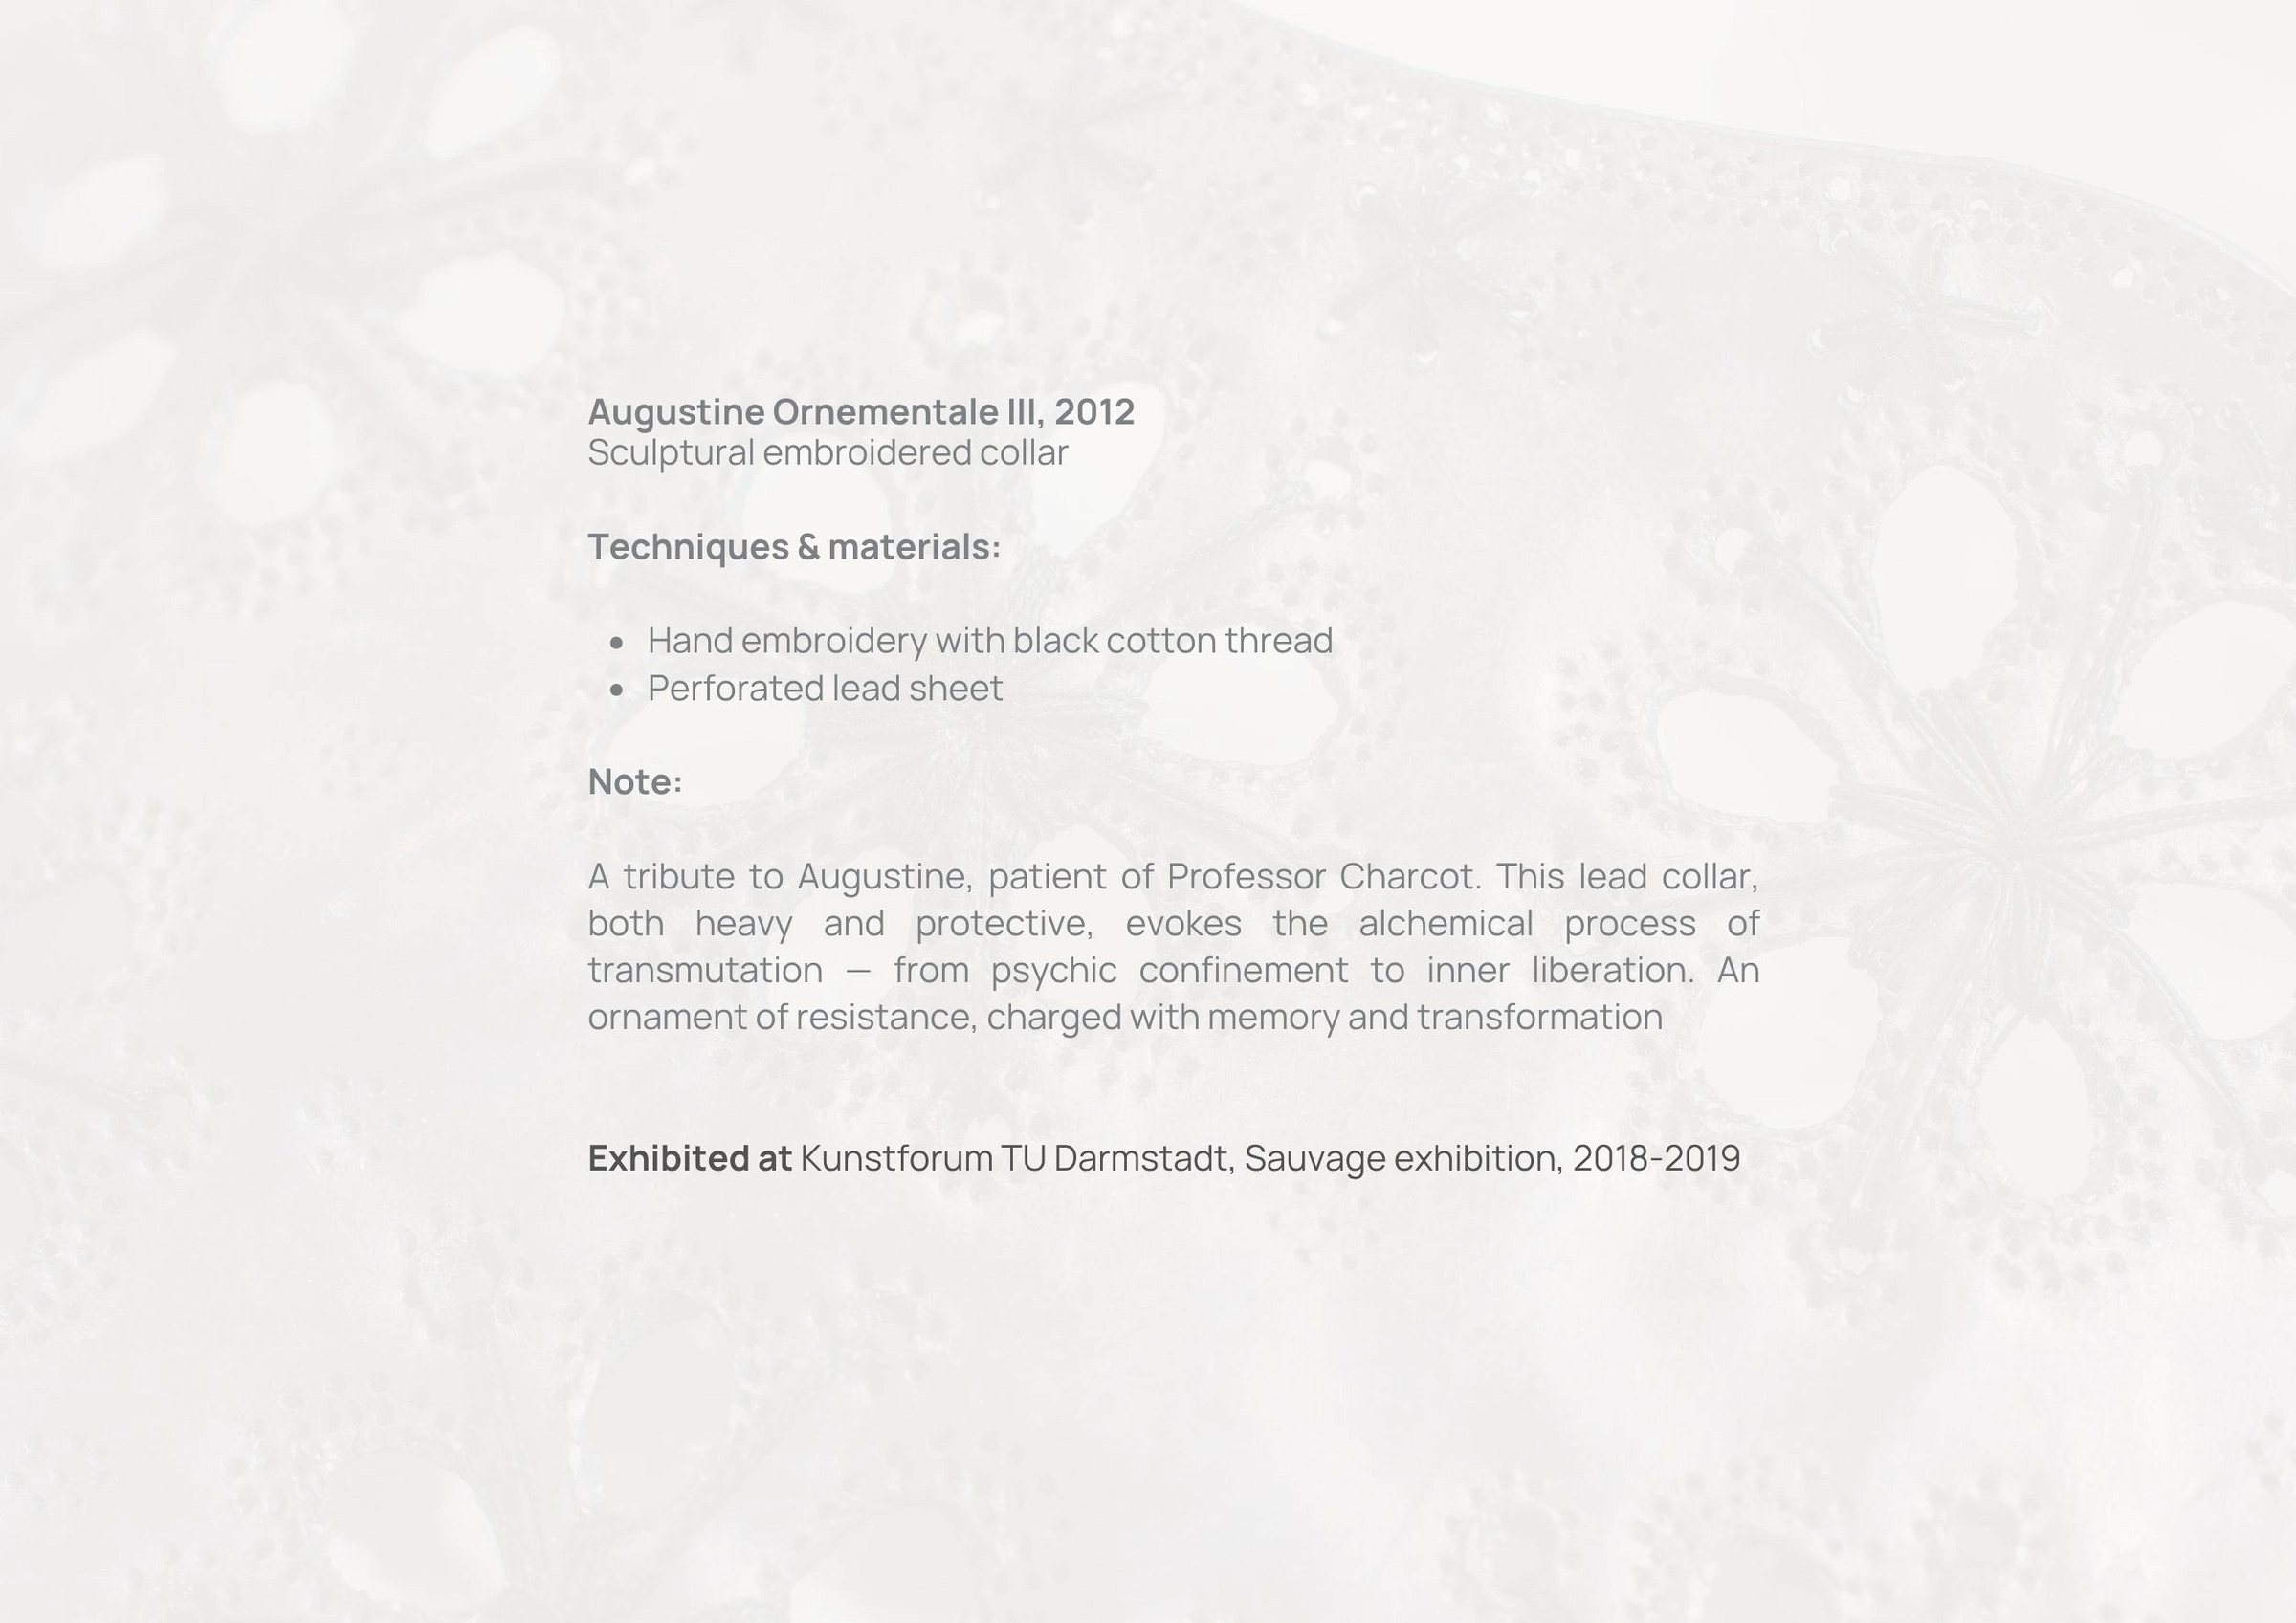 Augustine Ornementale III, 2012
Sculptural embroidered collar
Techniques & materials:
• Hand embroidery with black cotton thread
• Perforated lead sheet
Note:
A tribute to Augustine, patient of Professor Charcot. This lead collar,
both heavy and protective, evokes the alchemical process of
transmutation — from psychic confinement to inner liberation. An
ornament of resistance, charged with memory and transformation
Exhibited at Kunstforum TU Darmstadt, Sauvage exhibition, 2018-2019